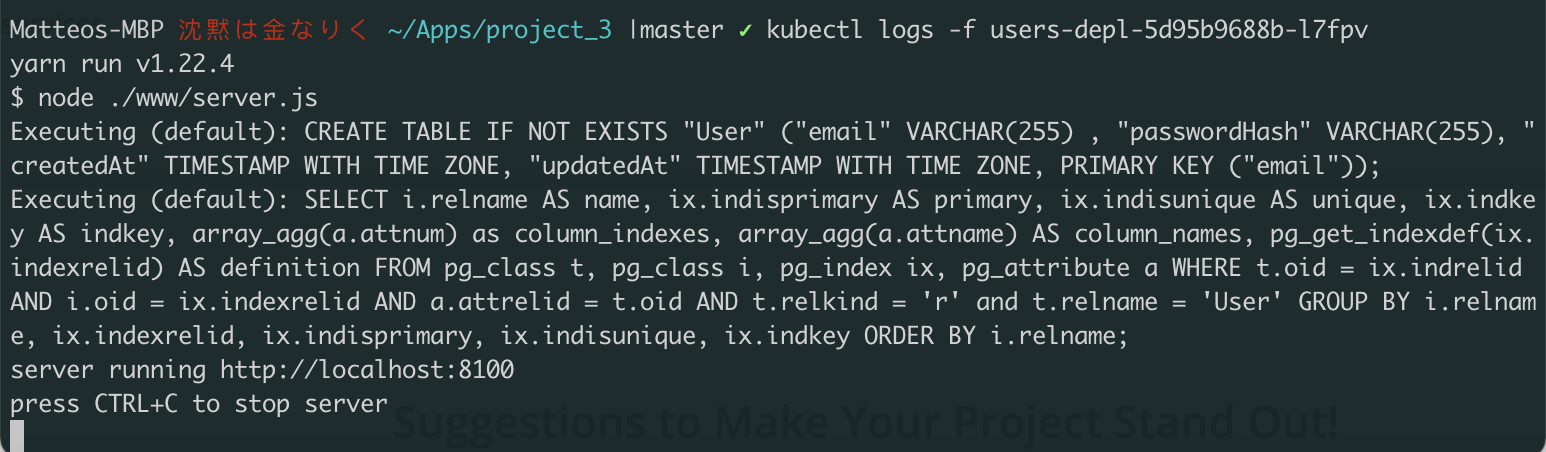 Matteos-MBP 沈黙は金なりく ~/Apps/project_3 |master ✓ kubectl logs -f users-depl-5d95b9688b-l7fpv
yarn run v1.22.4
$ node ./www/server.js
Executing (default): CREATE TABLE IF NOT EXISTS "User" ("email" VARCHAR(255) , "passwordHash" VARCHAR(255), "
createdAt" TIMESTAMP WITH TIME ZONE, "updatedAt" TIMESTAMP WITH TIME ZONE, PRIMARY KEY ("email"));
Executing (default): SELECT i.relname AS name, ix.indisprimary AS primary, ix.indisunique AS unique, ix.indke
y AS indkey, array_agg(a.attnum) as column_indexes, array_agg(a.attname) AS column_names, pg_get_indexdef(ix.
indexrelid) AS definition FROM pg_class t, pg_class i, pg_index ix, pg_attribute a WHERE t.oid = ix.indrelid
AND i.oid = ix.indexrelid AND a.attrelid = t.oid AND t.relkind = 'r' and t.relname = 'User' GROUP BY i.relnam
e, ix.indexrelid, ix.indisprimary, ix.indisunique, ix.indkey ORDER BY i.relname;
server running http://localhost:8100
press CTRL+C to stop server
Suggestions to Make Your Project Stand Out!